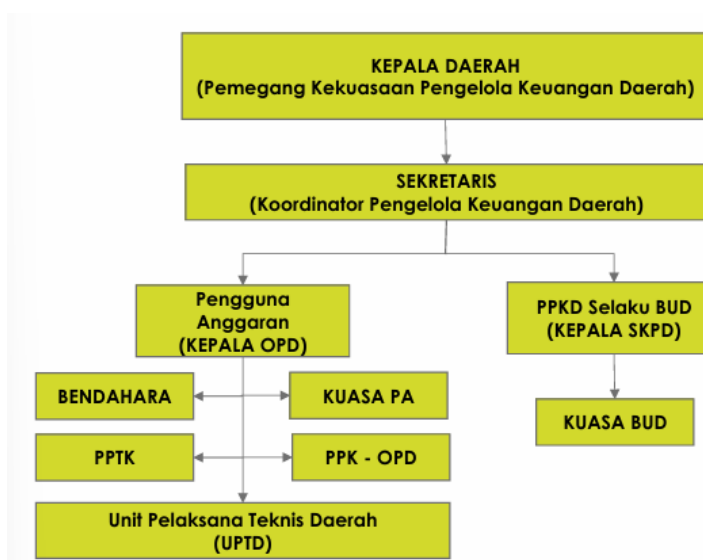 KEPALA DAERAH
(Pemegang Kekuasaan Pengelola Keuangan Daerah)
SEKRETARIS
(Koordinator Pengelola Keuangan Daerah)
Pengguna
Anggaran
(KEPALA OPD)
PPKD Selaku BUD
(KEPALA SKPD)
BENDAHARA
KUASA PA
KUASA BUD
PPTK
PPK - OPD
Unit Pelaksana Teknis Daerah
(UPTD)